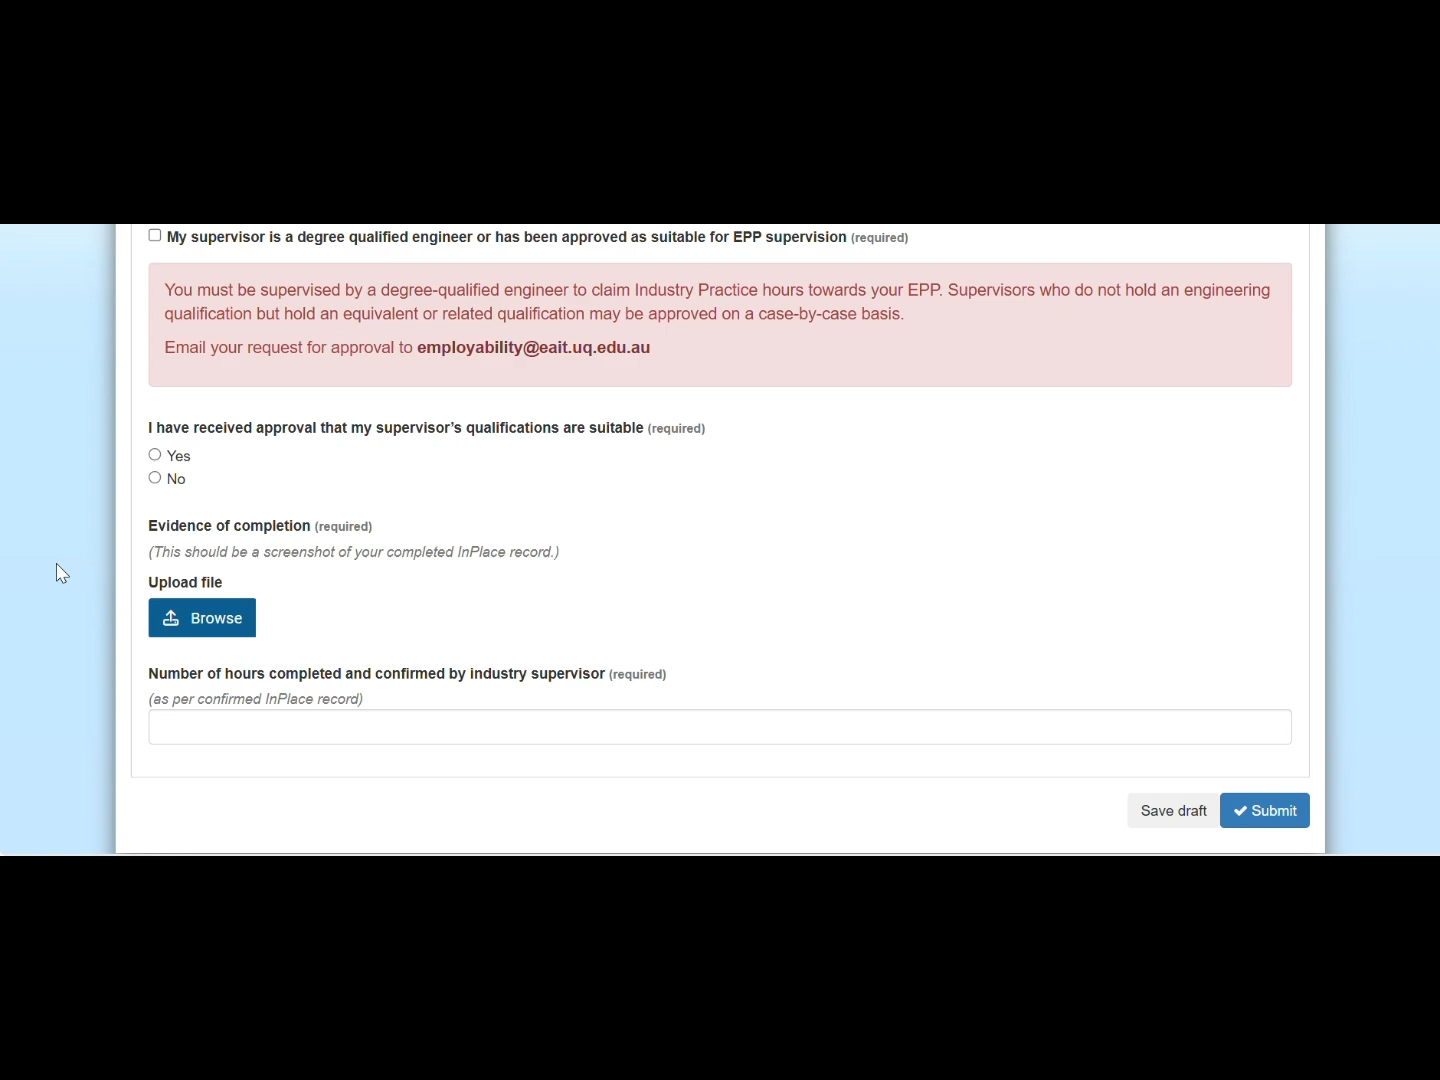 My supervisor is a degree qualified engineer or has been approved as suitable for EPP supervision (required)
You must be supervised by a degree-qualified engineer to claim Industry Practice hours towards your EPP. Supervisors who do not hold an engineering
qualification but hold an equivalent or related qualification may be approved on a case-by-case basis.
Email your request for approval to employability@eait.uq.edu.au
I have received approval that my supervisor’s qualifications are suitable (required)
Yes
No
Evidence of completion (required)
(This should be a screenshot of your completed InPlace record.)
Upload file
Browse
Number of hours completed and confirmed by industry supervisor (required)
(as per confirmed InPlace record)
Save draft Submit